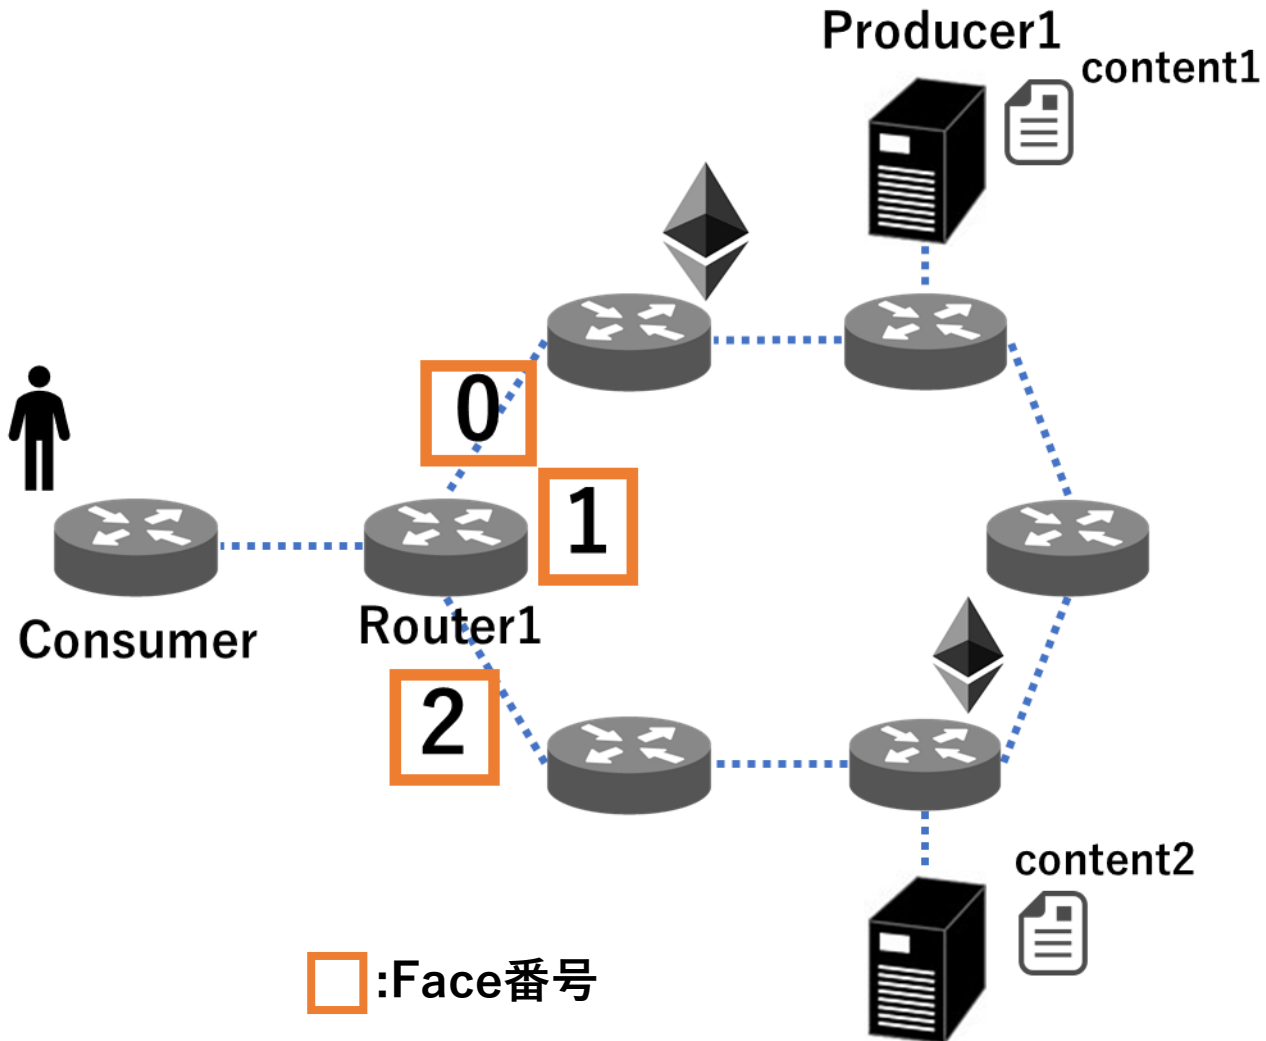 Producer1
content1
0
1
Consumer
Router1
2
content2
:Face番号